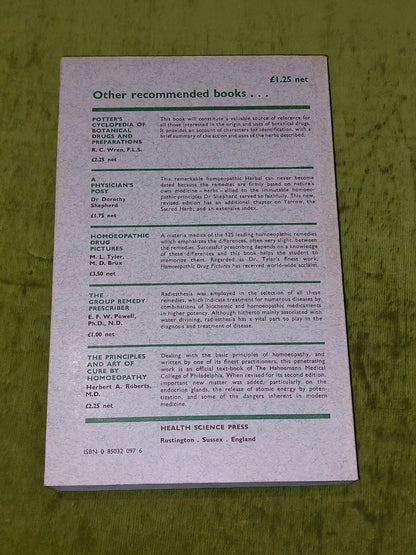 £1.25 net
Other recommended books . . .
POTTER'S
CYCLOPEDIA OF
BOTANICAL
DRUGS AND
PREPARATIONS
R. C. Wren, F.L.S.
£2.25 net
This book will constitute a valuable source of reference for
all those interested in the origin and uses of botanical drugs.
It provides an account of characters for identification, with a
brief summary of the action and uses of the herbs described.
A
PHYSICIAN'S
POSY
Dr Dorothy
Shepherd
£1.75 net
This remarkable homoeopathic Herbal can never become
dated because the remedies are firmly based on nature's
own medicine - herbs - allied to the immutable homoeo-
pathic principles Dr Shepherd served so faithfully. This new
revised edition has an additional chapter on Yarrow, the
Sacred Herb, and an extensive index.
HOMOEOPATHIC
DRUG
PICTURES
M. L. Tyler,
M. D. Brux
£3.50 net
A materia medica of the 125 leading homoeopathic remedies
which emphasizes the differences, often very slight, between
the remedies. Successful prescribing depends on a knowledge
of these differences and this book helps the student to
memorize them. Regarded as Dr. Tyler's finest work,
Homoeopathic Drug Pictures has received world-wide acclaim.
THE
GROUP REMEDY
PRESCRIBER
E. F. W. Powell,
Ph.D., N.D.
£1.00 net
Radiesthesia was employed in the selection of all these
remedies, which indicate treatment for numerous diseases by
combinations of biochemic and homoeopathic medicaments
in higher potency. Although hitherto mainly associated with
water divining, radiesthesia has a vital part to play in the
diagnosis and treatment of disease.
THE PRINCIPLES
AND ART OF
CURE BY
HOMOEOPATHY
Herbert A. Roberts,
M.D.
£2.25 net
Dealing with the basic principles of homoeopathy, and
written by one of its finest practitioners, this penetrating
work is an official text-book of The Hahnemann Medical
College of Philadelphia. When revised for its second edition,
important new matter was added, particularly on the
endocrine glands, the release of atomic energy by poten-
tization, and some of the dangers inherent in modern
medicine.
HEALTH SCIENCE PRESS
Rustington . Sussex . England
ISBN 0 85032 097 6